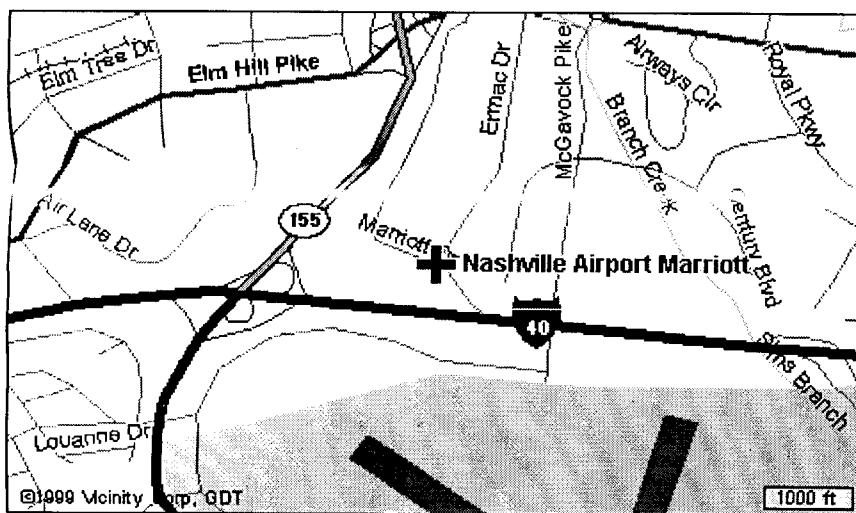 Elm Tree Dr
Elm Hill Pike
Ermac Dr
McGavock Pike
Airways Cir
Royal Pkwy
Branch Creek
Air Lane Dr
155
Marriott
Nashville Airport Marriott
Century Blvd
40
Sims Branch
Louanne Dr
©1999 Vicinity Corp, GDT
1000 ft